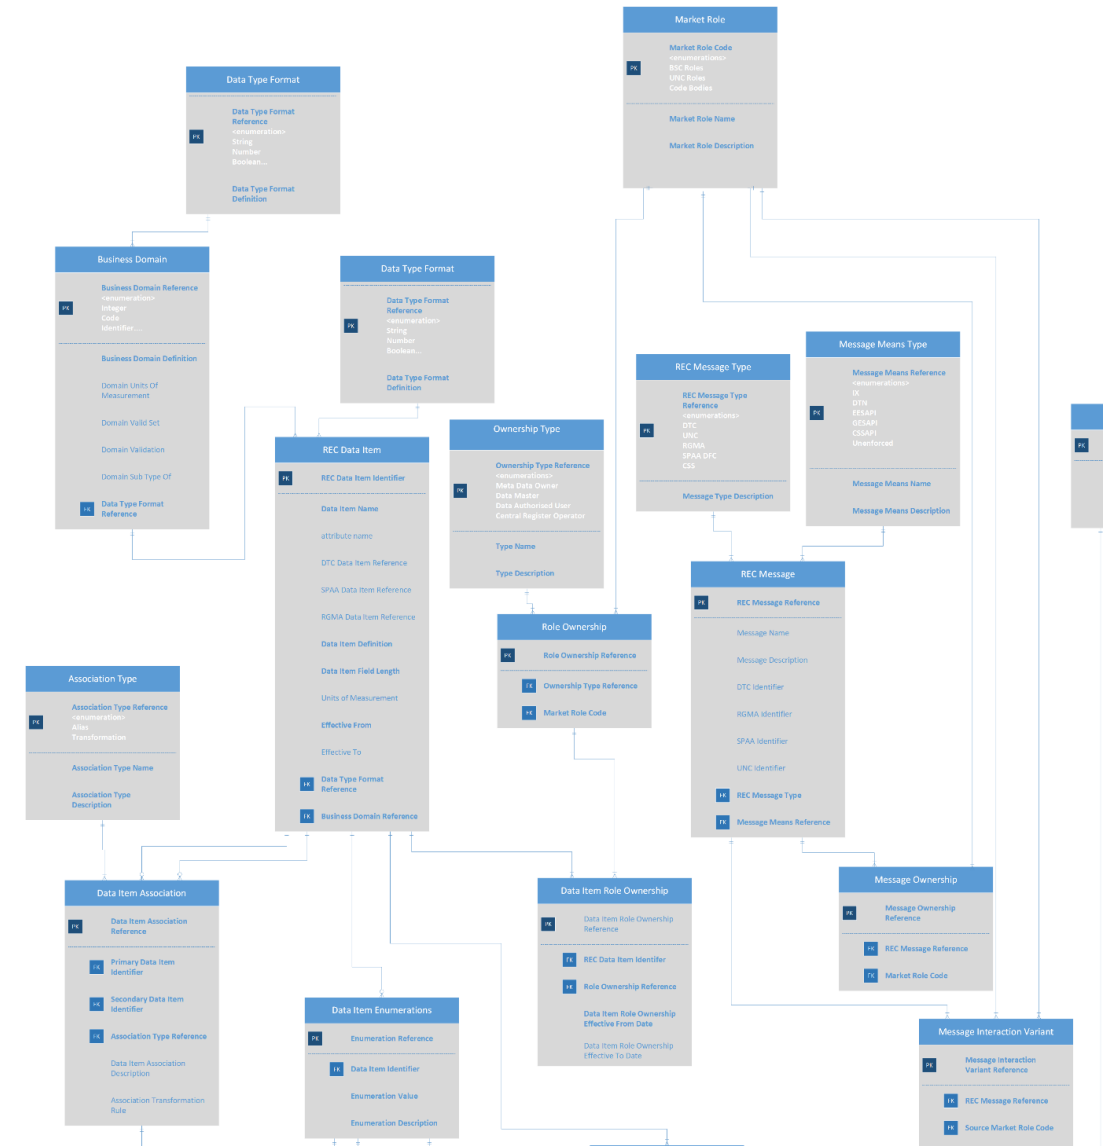 Market Role
PK
Market Role Code
<enumerations>
BSC Roles
UNC Roles
Code Bodies
Market Role Name
Market Role Description
Data Type Format
PK
Data Type Format
Reference
<enumeration>
String
Number
Boolean...
Data Type Format
Definition
Business Domain
PK
Business Domain Reference
<enumeration>
Integer
Code
Identifier ...
Business Domain Definition
Domain Units Of
Measurement
Domain Valid Set
Domain Validation
Domain Sub Type Of
FK
Data Type Format
Reference
Data Type Format
PK
Data Type Format
Reference
<enumeration>
String
Number
Boolean...
Data Type Format
Definition
Message Means Type
PK
Message Means Reference
<enumerations>
IX
DTN
EESAPI
GESAPI
CSSAPI
Unenforced
Message Means Name
Message Means Description
REC Message Type
PK
REC Message Type
Reference
<enumerations>
DTC
UNC
RGMA
SPAA DFC
CSS
Message Type Description
PK
Ownership Type
PK
Ownership Type Reference
<enumerations>
Meta Data Owner
Data Master
Data Authorised User
Central Register Operator
Type Name
Type Description
REC Data Item
PK
REC Data Item Identifier
Data Item Name
attribute name
DTC Data Item Reference
SPAA Data Item Reference
RGMA Data Item Reference
Data Item Definition
Data Item Field Length
Units of Measurement
Effective From
Effective To
FK
Data Type Format
Reference
FK
Business Domain Reference
REC Message
PK
REC Message Reference
Message Name
Message Description
DTC Identifier
RGMA Identifier
SPAA Identifier
UNC Identifier
FK
REC Message Type
FK
Message Means Reference
Role Ownership
PK
Role Ownership Reference
FK
Ownership Type Reference
FK
Market Role Code
Association Type
PK
Association Type Reference
<enumeration>
Alias
Transformation
Association Type Name
Association Type
Description
Data Item Association
PK
Data Item Association
Reference
FK
Primary Data Item
Identifier
FK
Secondary Data Item
Identifier
FK
Association Type Reference
Data Item Association
Description
Association Transformation
Rule
Data Item Role Ownership
PK
Data Item Role Ownership
Reference
FK
REC Data Item Identifer
FK
Role Ownership Reference
Data Item Role Ownership
Effective From Date
Data Item Role Ownership
Effective To Date
Message Ownership
PK
Message Ownership
Reference
FK
REC Message Reference
FK
Market Role Code
Data Item Enumerations
PK
Enumeration Reference
FK
Data Item Identifier
Enumeration Value
Enumeration Description
Message Interaction Variant
PK
Message Interaction
Variant Reference
FK
REC Message Reference
FK
Source Market Role Code